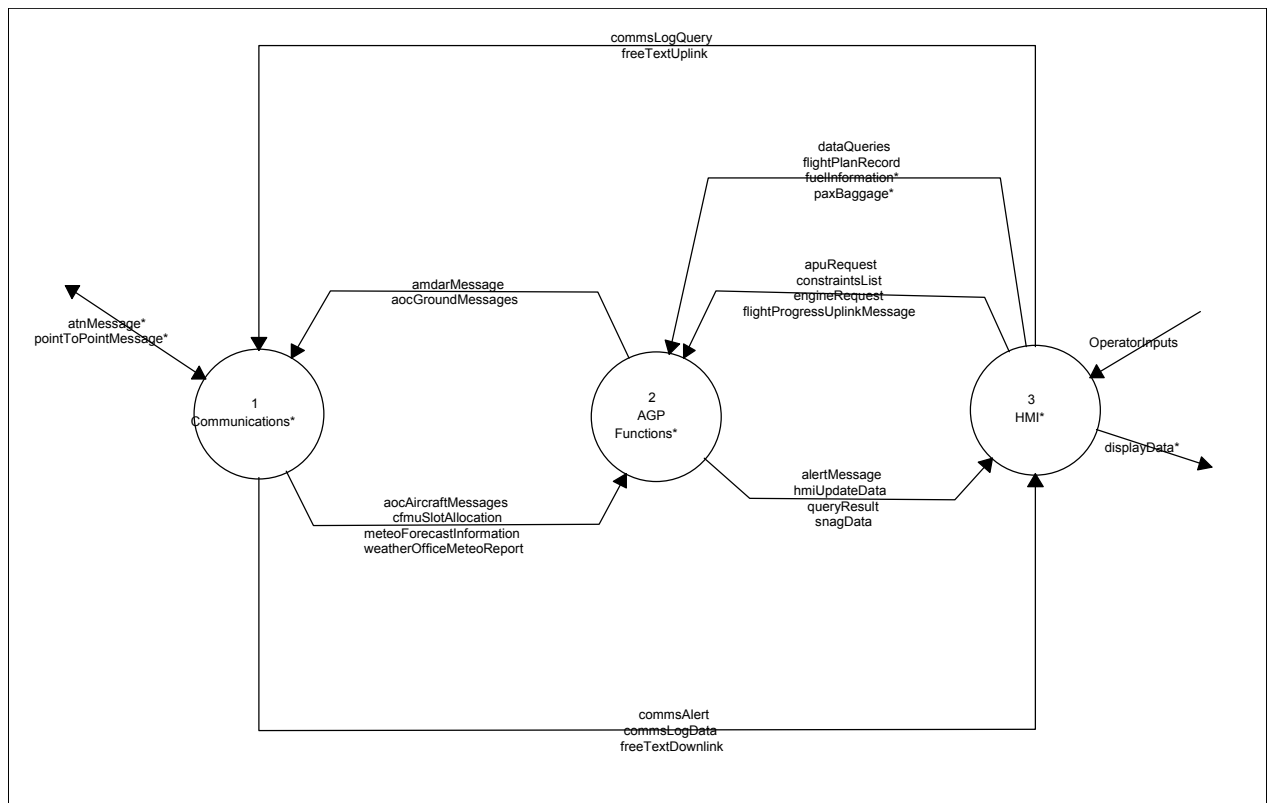 commsLogQuery
freeTextUplink
dataQueries
flightPlanRecord
fuelInformation*
paxBaggage*
apuRequest
constraintsList
engineRequest
flightProgressUplinkMessage
amdarMessage
aocGroundMessages
atnMessage*
pointToPointMessage*
OperatorInputs
1
Communications*
2
AGP
Functions*
3
HMI*
displayData*
alertMessage
hmiUpdateData
queryResult
snagData
aocAircraftMessages
cfmuSlotAllocation
meteoForecastInformation
weatherOfficeMeteoReport
commsAlert
commsLogData
freeTextDownlink